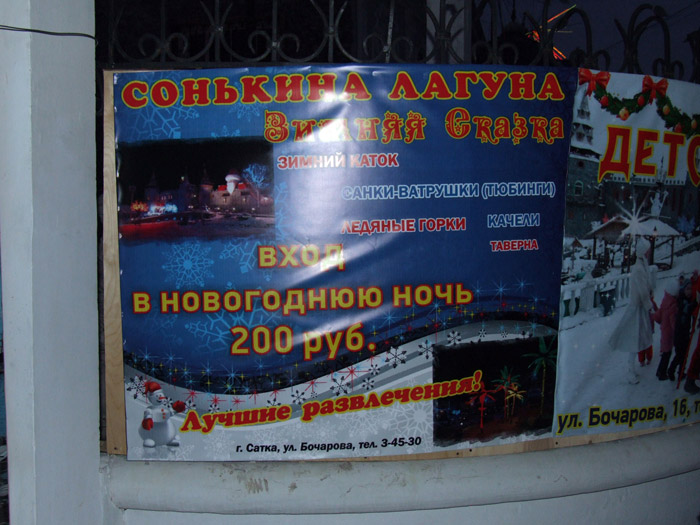 СОНЬКИНА ЛАГУНА
Зимняя Сказка
ЗИМНИЙ КАТОК
САНКИ-ВАТРУШКИ (ТЮБИНГИ)
ЛЕДЯНЫЕ ГОРКИ КАЧЕЛИ
ТАВЕРНА
ВХОД
В НОВОГОДНЮЮ НОЧЬ
200 руб.
Лучшие развлечения!
г. Сатка, ул. Бочарова, тел. 3-45-30
ул. Бочарова, 16, т